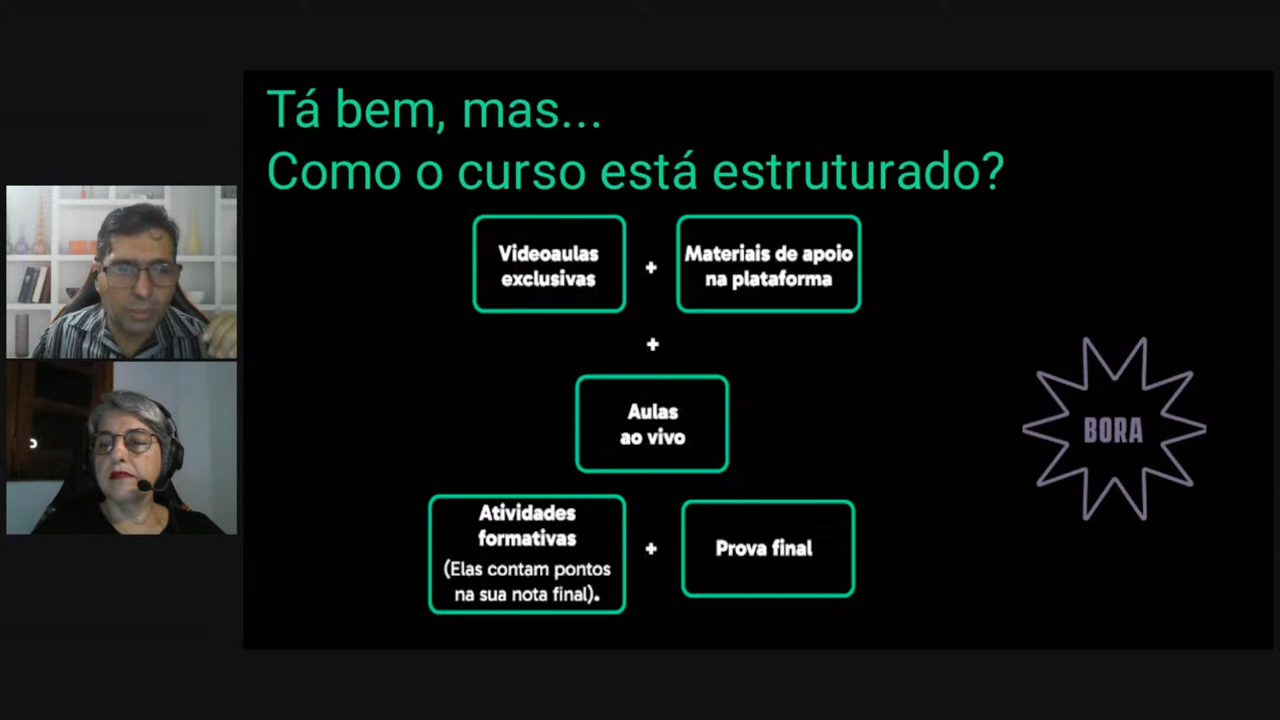 Tá bem, mas...
Como o curso está estruturado?
Videoaulas
exclusivas
+
Materiais de apoio
na plataforma
+
Aulas
ao vivo
BORA
Atividades
formativas
(Elas contam pontos
na sua nota final).
+
Prova final